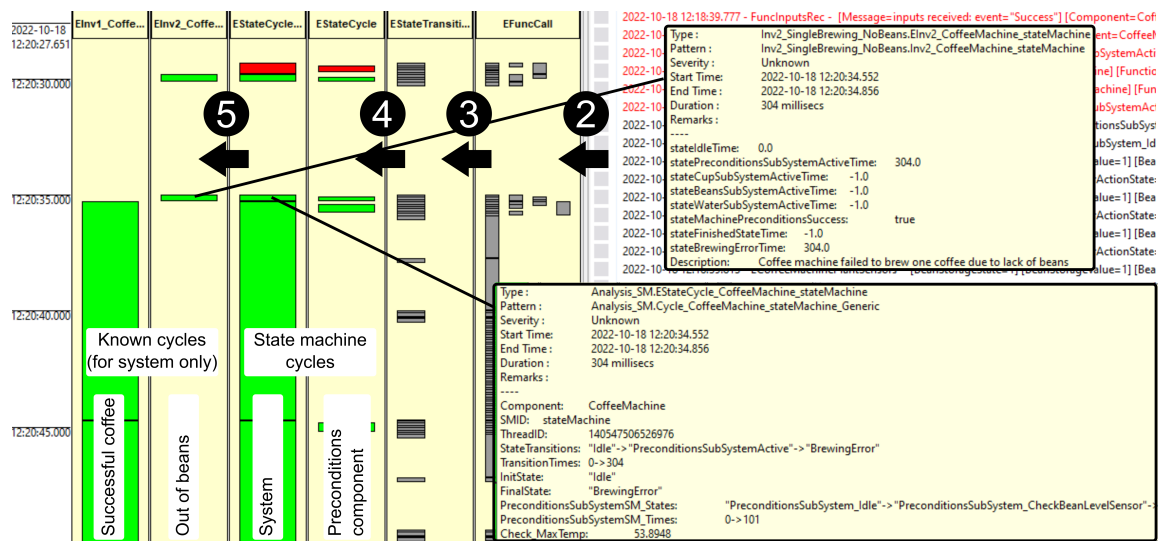 EInv1_Coffe...
EInv2_Coffe...
EStateCycle...
EStateCycle
EStateTransiti...
EFuncCall
2022-10-18
12:20:27.651
12:20:30.000
12:20:35.000
12:20:40.000
12:20:45.000
5
4
3
2
Known cycles
(for system only)
State machine
cycles
Successful coffee
Out of beans
System
Preconditions
component
2022-10-18 12:18:39.777 - FuncInputsRec - [Message=inputs received: event="Success"] [Component=Cof
Type : Inv2_SingleBrewing_NoBeans.EInv2_CoffeeMachine_stateMachine
Pattern : Inv2_SingleBrewing_NoBeans.Inv2_CoffeeMachine_stateMachine
Severity : Unknown
Start Time: 2022-10-18 12:20:34.552
End Time : 2022-10-18 12:20:34.856
Duration : 304 millisecs
Remarks :
----
stateIdleTime: 0.0
statePreconditionsSubSystemActiveTime: 304.0
stateCupSubSystemActiveTime: -1.0
stateBeansSubSystemActiveTime: -1.0
stateWaterSubSystemActiveTime: -1.0
stateMachinePreconditionsSuccess: true
stateFinishedStateTime: -1.0
stateBrewingErrorTime: 304.0
Description: Coffee machine failed to brew one coffee due to lack of beans
Type : Analysis_SM.EStateCycle_CoffeeMachine_stateMachine
Pattern : Analysis_SM.Cycle_CoffeeMachine_stateMachine_Generic
Severity : Unknown
Start Time: 2022-10-18 12:20:34.552
End Time : 2022-10-18 12:20:34.856
Duration : 304 millisecs
Remarks :
----
Component: CoffeeMachine
SMID: stateMachine
ThreadID: 140547506526976
StateTransitions: "Idle"->"PreconditionsSubSystemActive"->"BrewingError"
TransitionTimes: 0->304
InitState: "Idle"
FinalState: "BrewingError"
PreconditionsSubSystemSM_States: "PreconditionsSubSystem_Idle"->"PreconditionsSubSystem_CheckBeanLevelSensor"-
PreconditionsSubSystemSM_Times: 0->101
Check_MaxTemp: 53.8948